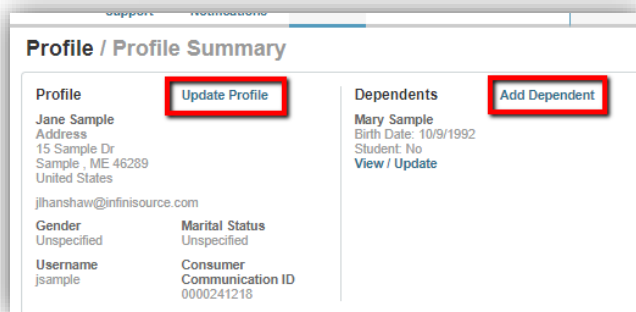 Support Notifications
Profile / Profile Summary
Profile Update Profile
Jane Sample
Address
15 Sample Dr
Sample , ME 46289
United States
jlhanshaw@infinisource.com
Gender Marital Status
Unspecified Unspecified
Username Consumer
Communication ID
jsample
0000241218
Dependents Add Dependent
Mary Sample
Birth Date: 10/9/1992
Student: No
View / Update